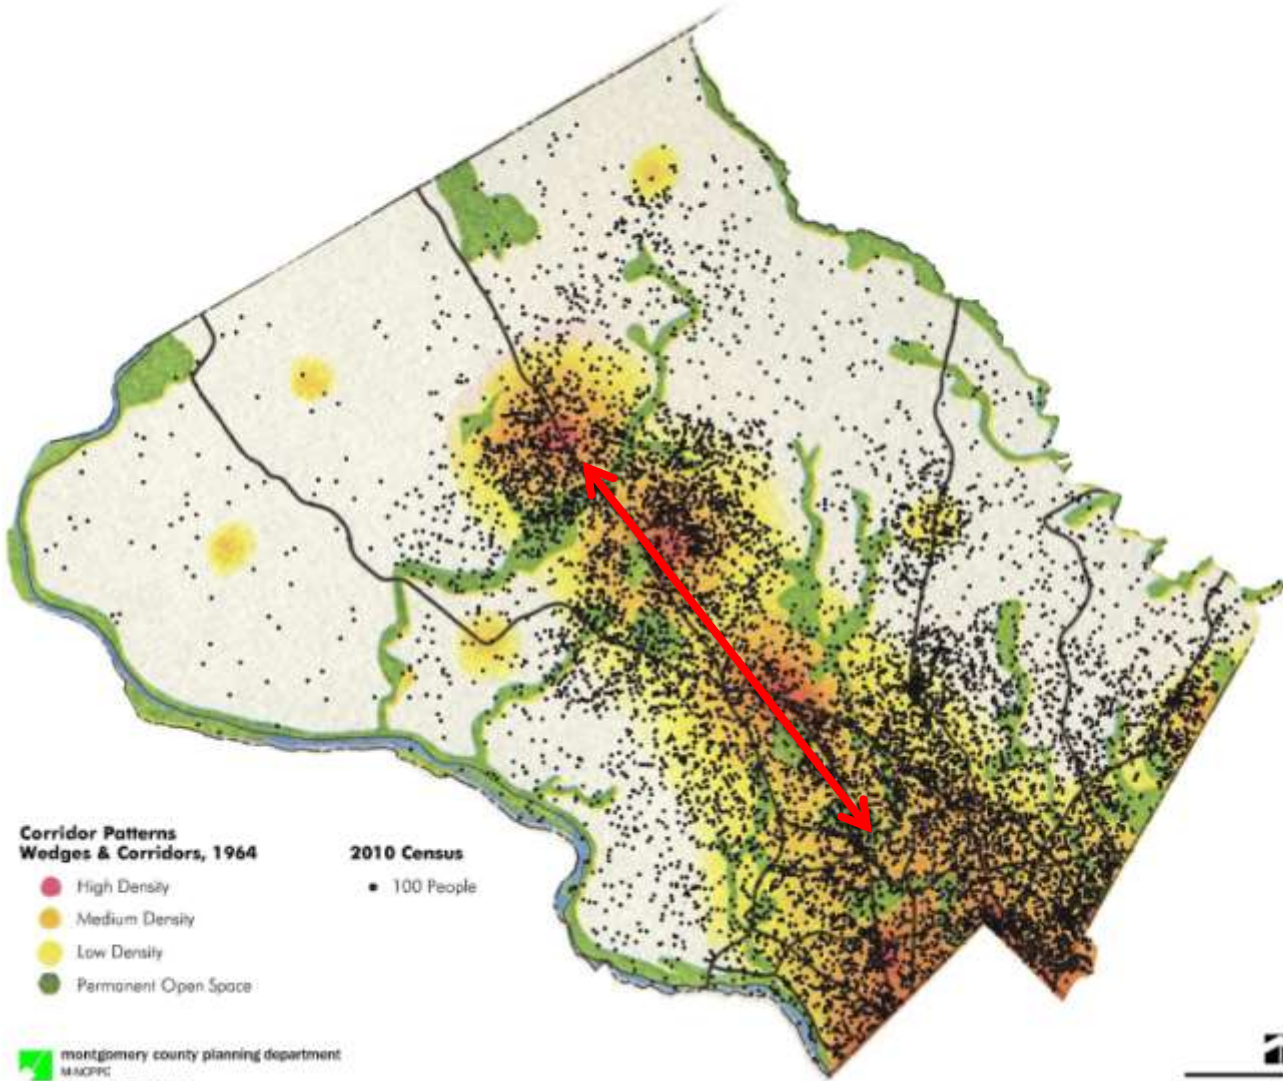 Corridor Patterns
Wedges & Corridors, 1964
High Density
Medium Density
Low Density
Permanent Open Space
2010 Census
100 People
montgomery county planning department
M-NCPPC